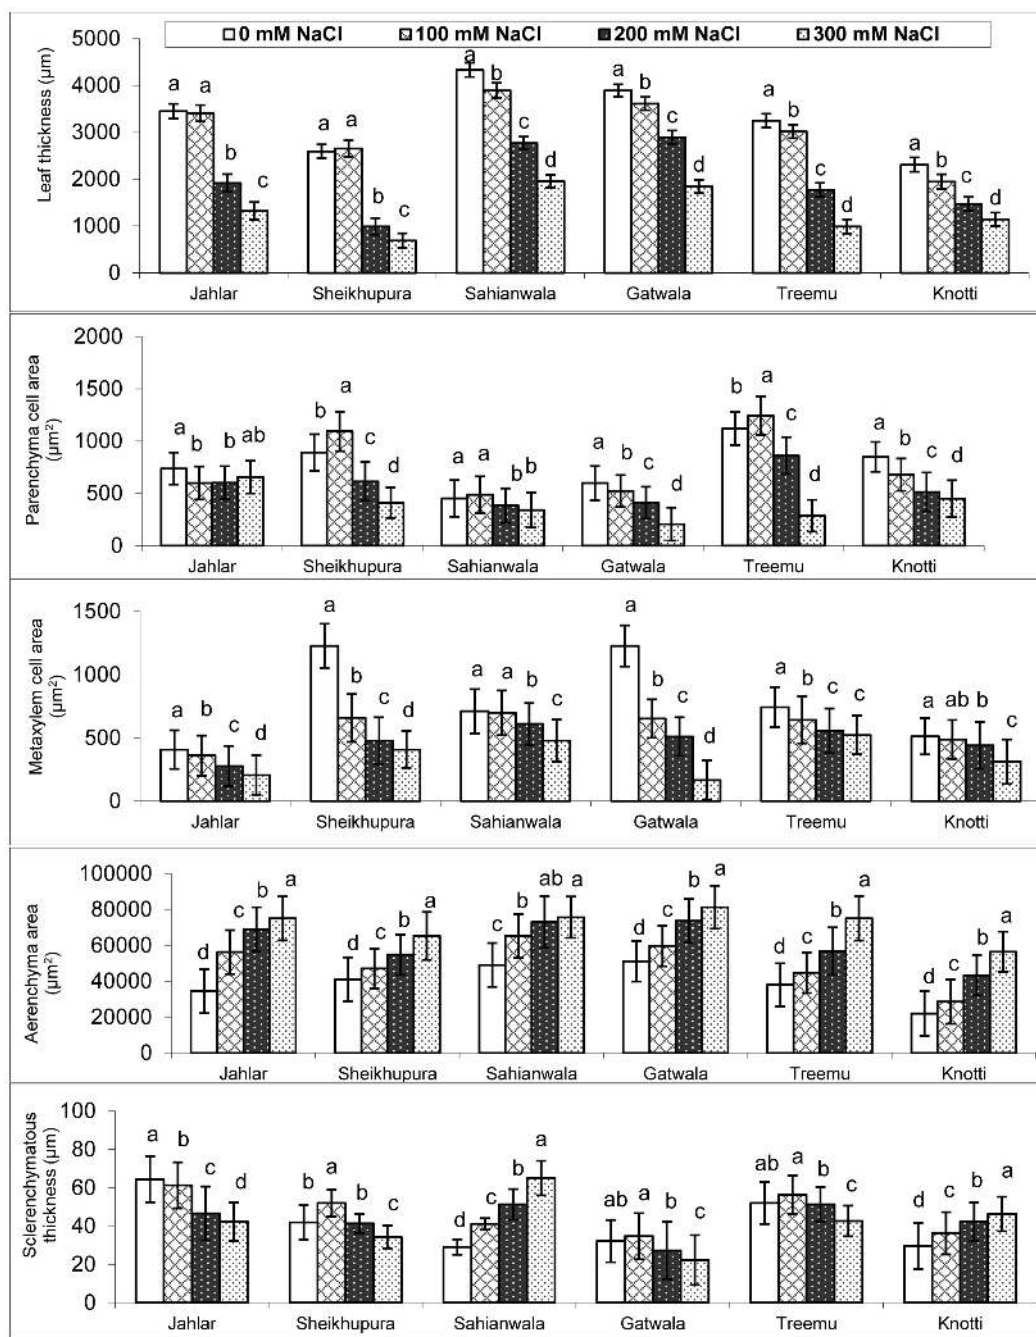 0 mM NaCl 100 mM NaCl 200 mM NaCl 300 mM NaCl
Leaf thickness (µm)
5000
4000
3000
2000
1000
0
a a b c
a a b c
a b c d
a b c d
a b c d
a b c d
Jahlar Sheikhupura Sahianwala Gatwala Treemu Knotti
Parenchyma cell area
(µm²)
2000
1500
1000
500
0
a b b ab
b a c d
a a b b
a b c d
b a c d
a b c d
Jahlar Sheikhupura Sahianwala Gatwala Treemu Knotti
Metaxylem cell area
(µm²)
1500
1000
500
0
a b c d
a b c d
a a b c
a b c d
a b c c
a ab b c
Jahlar Sheikhupura Sahianwala Gatwala Treemu Knotti
Aerenchyma area
(µm²)
100000
80000
60000
40000
20000
0
d c b a
d c b a
c b ab a
d c b a
d c b a
d c b a
Jahlar Sheikhupura Sahianwala Gatwala Treemu Knotti
Sclerenchymatous
thickness (µm)
100
80
60
40
20
0
a b c d
b a b c
d c b a
ab a b c
ab a b c
d c b a
Jahlar Sheikhupura Sahianwala Gatwala Treemu Knotti